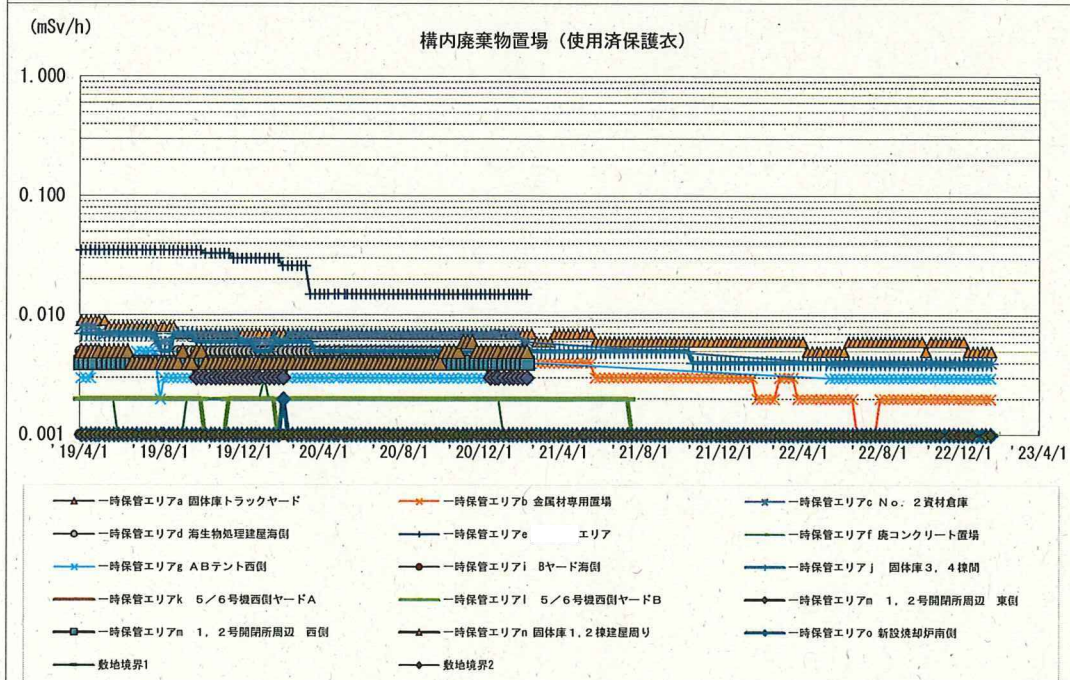 (mSv/h)
構内廃棄物置場（使用済保護衣）
1.000
0.100
0.010
0.001
'19/4/1 '19/8/1 '19/12/1 '20/4/1 '20/8/1 '20/12/1 '21/4/1 '21/8/1 '21/12/1 '22/4/1 '22/8/1 '22/12/1 '23/4/1
一時保管エリアa 固体庫トラックヤード 一時保管エリアb 金属材専用置場 一時保管エリアc No．2資材倉庫
一時保管エリアd 海生物処理建屋海側 一時保管エリアe エリア 一時保管エリアf 廃コンクリート置場
一時保管エリアg ABテント西側 一時保管エリアi Bヤード海側 一時保管エリアj 固体庫3，4棟間
一時保管エリアk 5／6号機西側ヤードA 一時保管エリアl 5／6号機西側ヤードB 一時保管エリアm 1，2号開閉所周辺 東側
一時保管エリアm 1，2号開閉所周辺 西側 一時保管エリアn 固体庫1,2棟建屋周り 一時保管エリアo 新設焼却炉南側
敷地境界1 敷地境界2